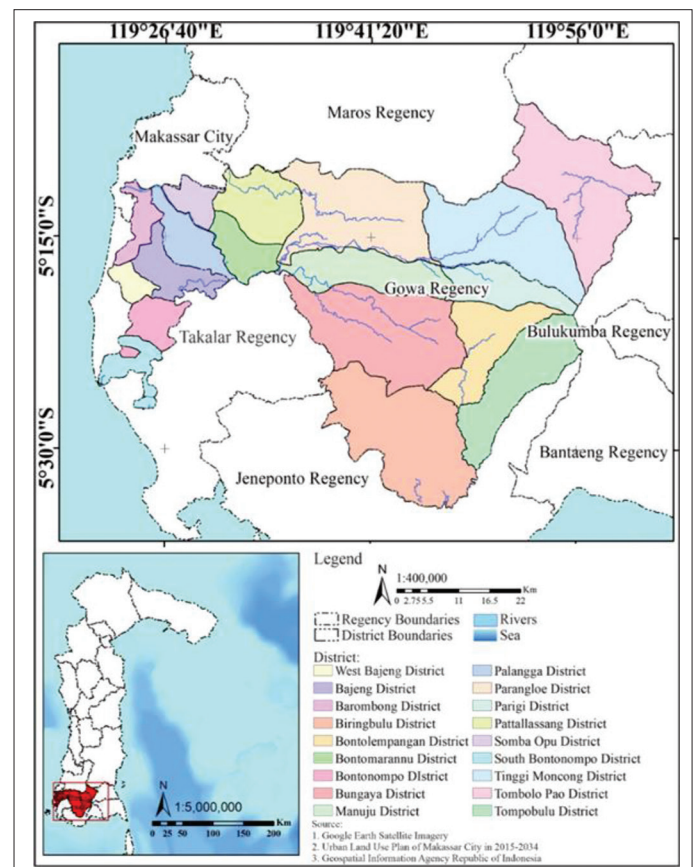 119°26'40"E 119°41'20"E 119°56'0"E
Maros Regency
Makassar City
5°15'0"S
Gowa Regency
Bulukumba Regency
Takalar Regency
5°30'0"S
Bantaeng Regency
Jeneponto Regency
Legend
N
1:400,000
Km
0 2.75 5.5 11 16.5 22
Regency Boundaries Rivers
District Boundaries Sea
District:
West Bajeng District Palangga District
Bajeng District Parangloe District
Barombong District Parigi District
Biringbulu District Pattallassang District
Bontolempangan District Somba Opu District
Bontomarannu District South Bontonompo District
Bontonompo DIstrict Tinggi Moncong District
Bungaya District Tombolo Pao District
Manuju District Tompobulu District
Source:
1. Google Earth Satellite Imagery
2. Urban Land Use Plan of Makassar City in 2015-2034
3. Geospatial Information Agency Republic of Indonesia
N
1:5,000,000
Km
0 25 50 100 150 200